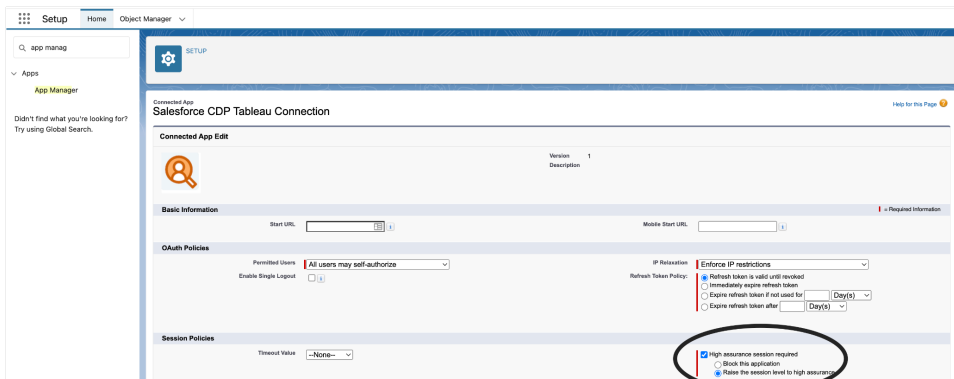 Setup Home Object Manager
app manag
SETUP
Apps
App Manager
Didn't find what you're looking for?
Try using Global Search.
Connected App
Salesforce CDP Tableau Connection
Help for this Page
Connected App Edit
Version 1
Description
Basic Information
= Required Information
Start URL Mobile Start URL
OAuth Policies
Permitted Users All users may self-authorize IP Relaxation Enforce IP restrictions
Enable Single Logout Refresh Token Policy: Refresh token is valid until revoked
Immediately expire refresh token
Expire refresh token if not used for Day(s)
Expire refresh token after Day(s)
Session Policies
Timeout Value --None-- High assurance session required
Block this application
Raise the session level to high assurance